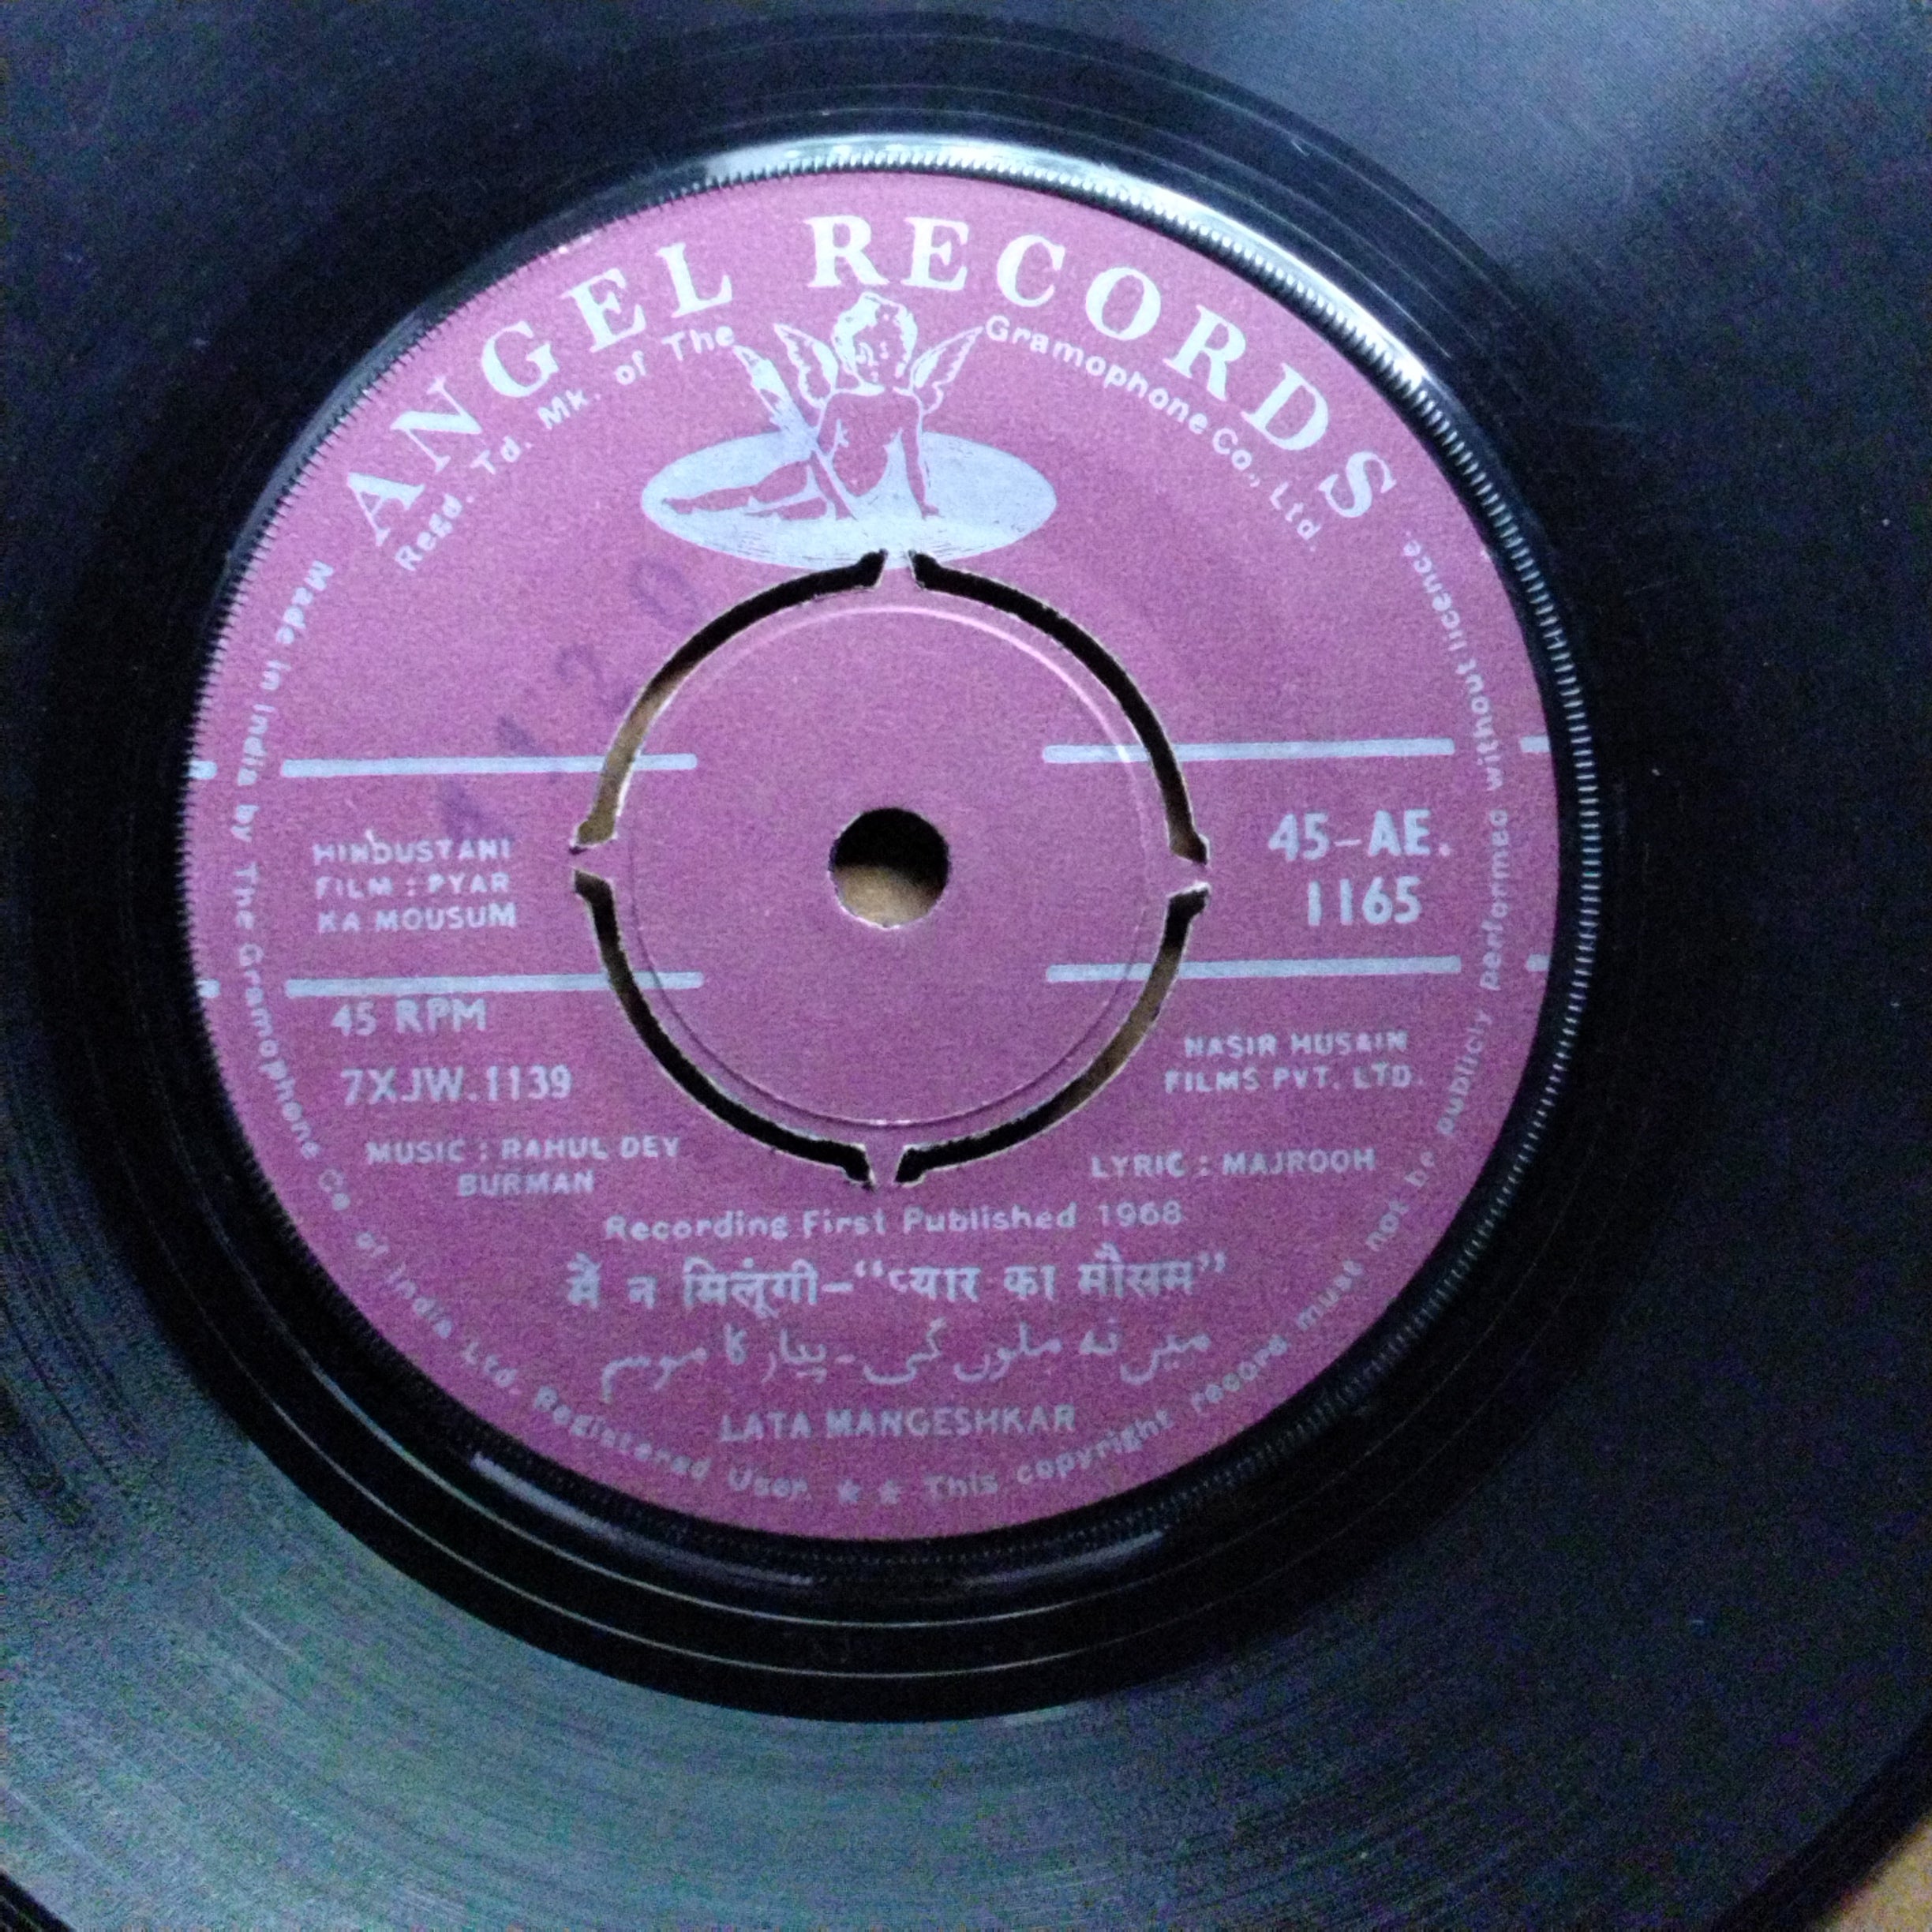 ANGEL RECORDS
Regd. Td. Mk. of The Gramophone Co., Ltd.
HINDUSTANI
FILM : PYAR
KA MOUSUM
45-AE.
1165
45 RPM
7XJW.1139
NASIR HUSAIN
FILMS PVT. LTD.
MUSIC : RAHUL DEV
BURMAN
LYRIC : MAJROOH
Recording First Published 1968
मै न मिलूंगी-“प्यार का मौसम”
میں نہ ملوں گی - پیار کا موسم
LATA MANGESHKAR
Made in India by The Gramophone Co. of India Ltd. Registered User. ★ ★ This copyright record must not be publicly performed without licence.